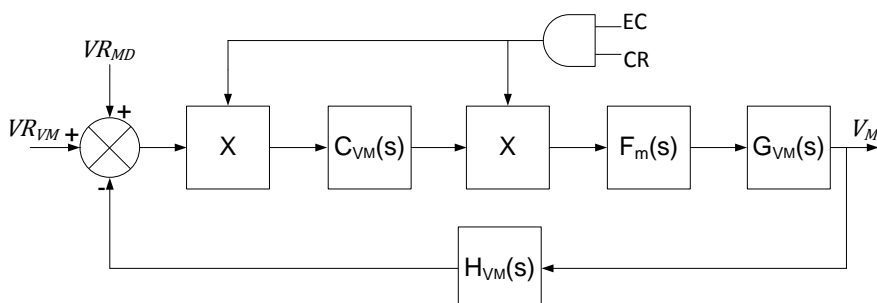 EC
CR
VR_MD
+
VR_VM +
-
X
C_VM(s)
X
F_m(s)
G_VM(s)
V_M
H_VM(s)